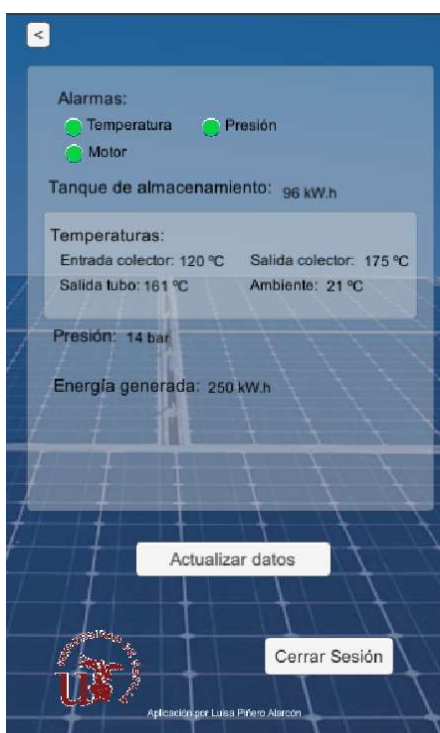 <
Alarmas:
Temperatura Presión
Motor
Tanque de almacenamiento: 96 kW.h
Temperaturas:
Entrada colector: 120 ºC Salida colector: 175 ºC
Salida tubo: 161 ºC Ambiente: 21 ºC
Presión: 14 bar
Energía generada: 250 kW.h
Actualizar datos
Cerrar Sesión
Aplicación por Luisa Piñero Alarcón